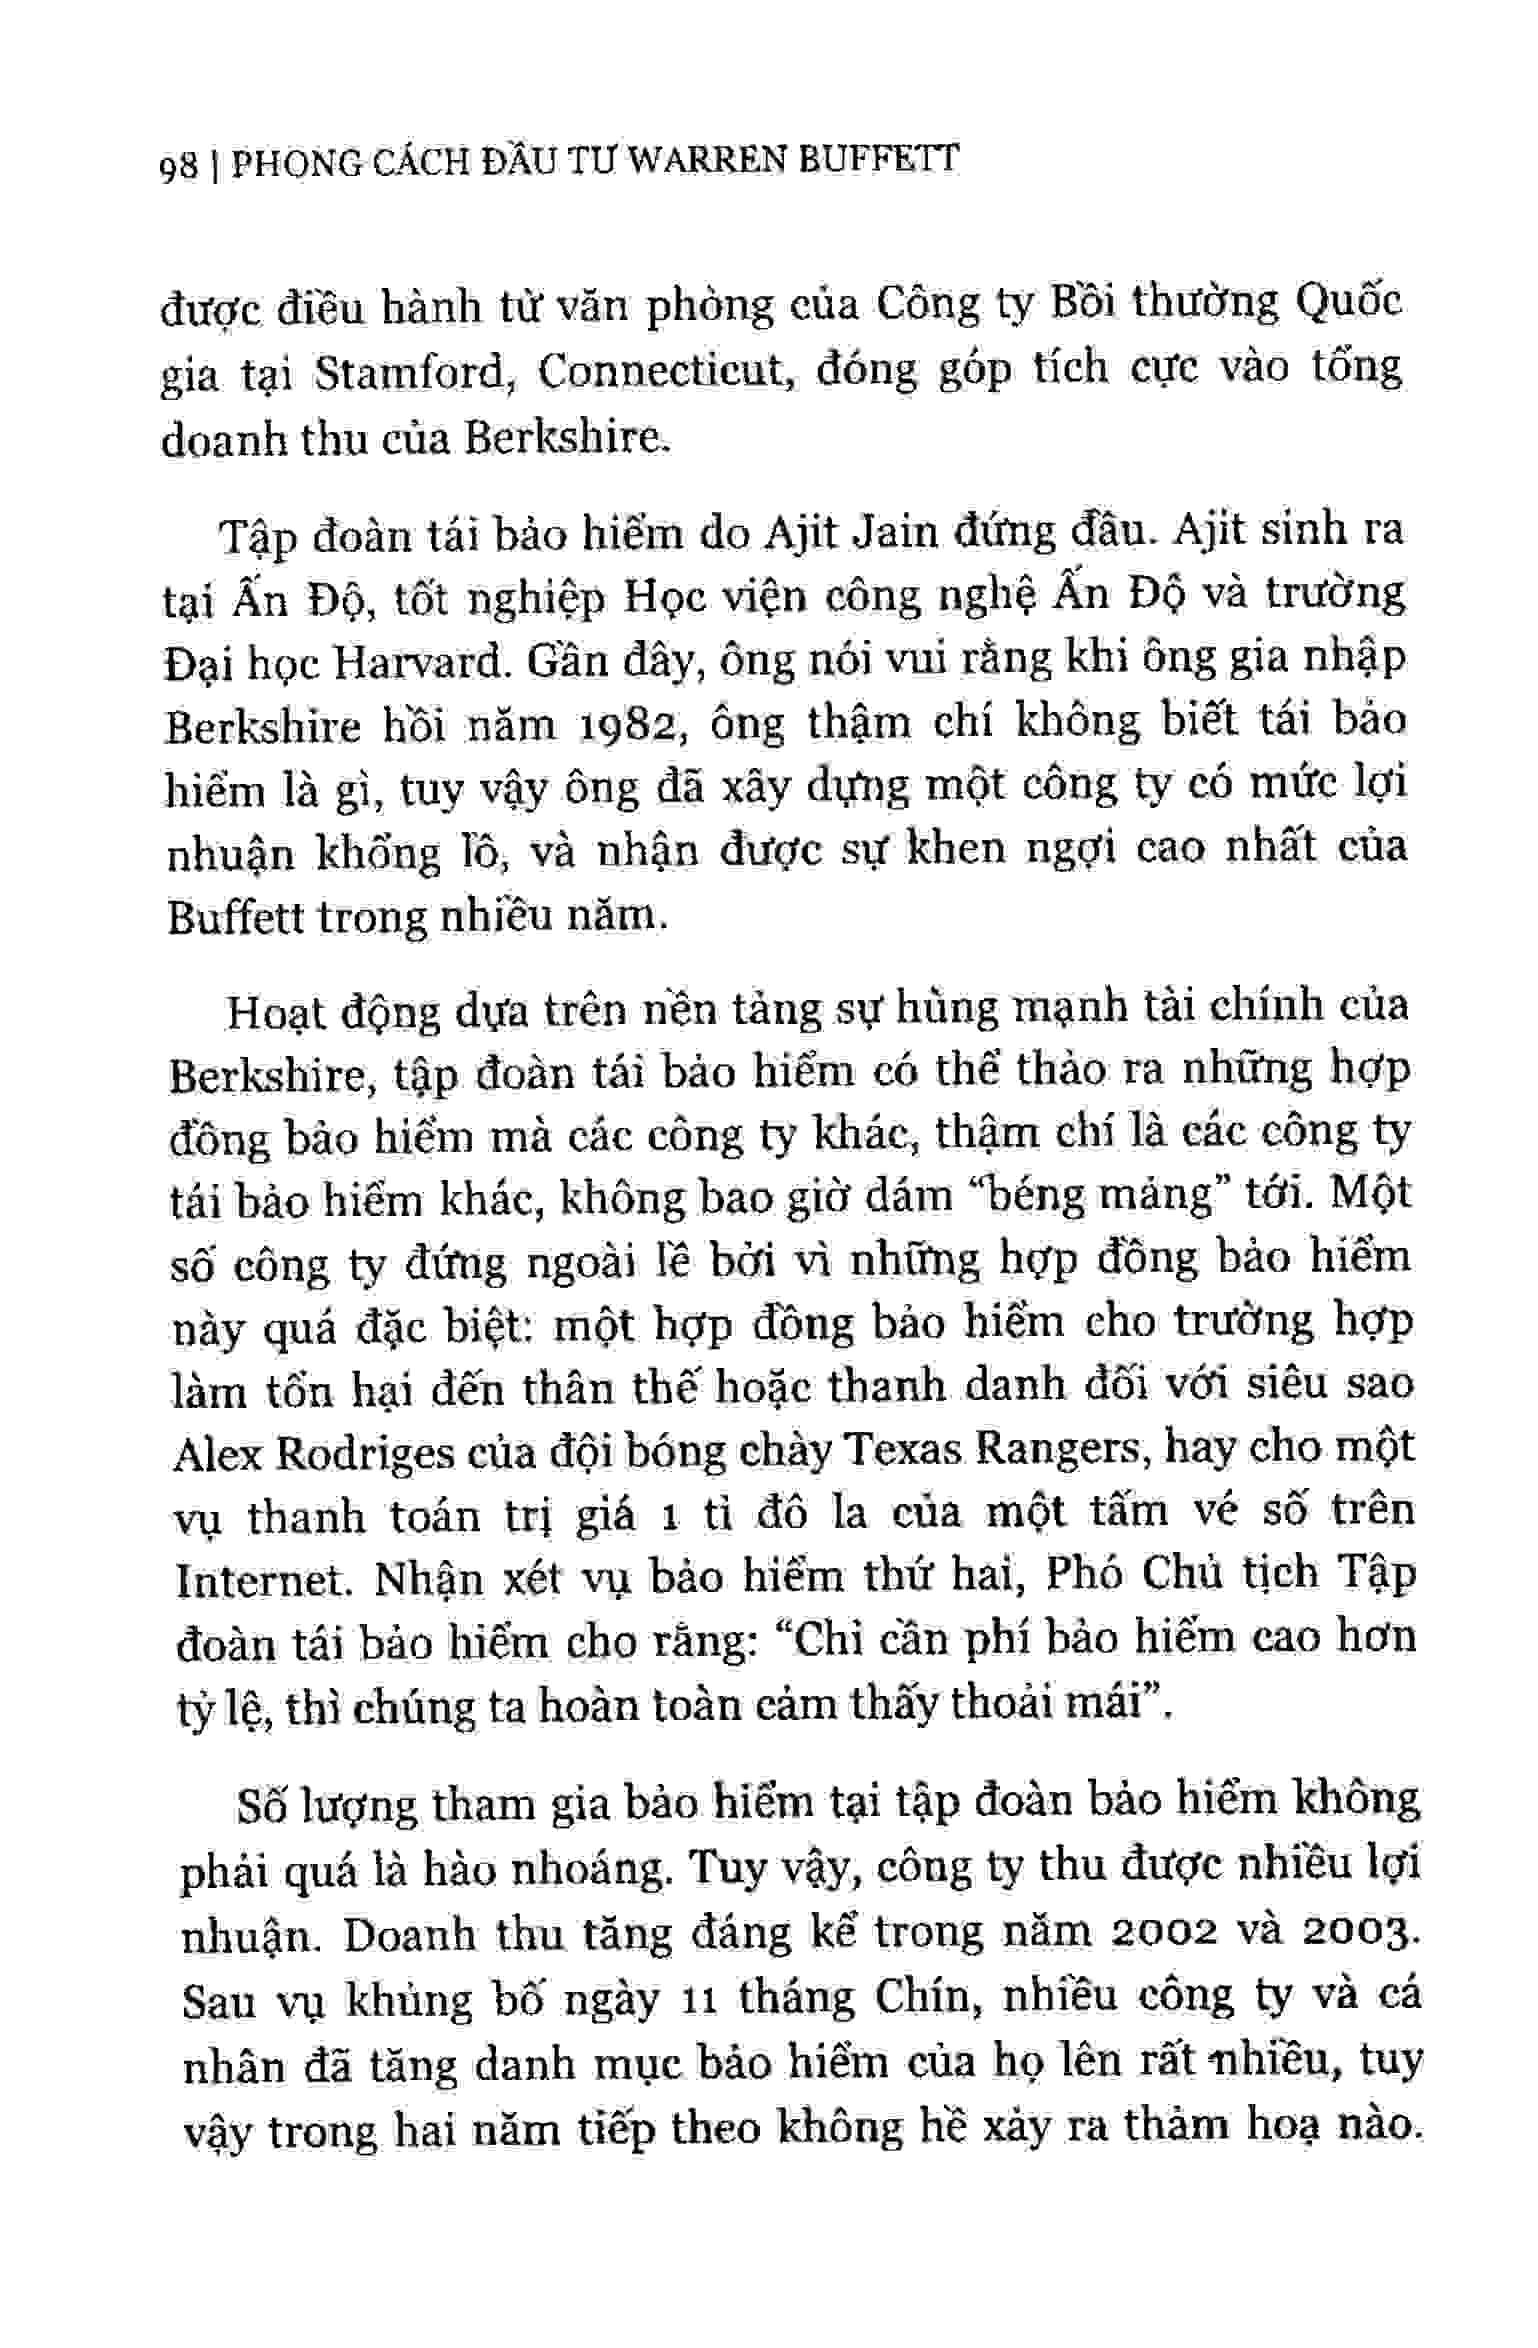 98 | PHONG CÁCH ĐẦU TƯ WARREN BUFFETT
được điều hành từ văn phòng của Công ty Bồi thường Quốc
gia tại Stamford, Connecticut, đóng góp tích cực vào tổng
doanh thu của Berkshire.
Tập đoàn tái bảo hiểm do Ajit Jain đứng đầu. Ajit sinh ra
tại Ấn Độ, tốt nghiệp Học viện công nghệ Ấn Độ và trường
Đại học Harvard. Gần đây, ông nói vui rằng khi ông gia nhập
Berkshire hồi năm 1982, ông thậm chí không biết tái bảo
hiểm là gì, tuy vậy ông đã xây dựng một công ty có mức lợi
nhuận khổng lồ, và nhận được sự khen ngợi cao nhất của
Buffett trong nhiều năm.
Hoạt động dựa trên nền tảng sự hùng mạnh tài chính của
Berkshire, tập đoàn tái bảo hiểm có thể thảo ra những hợp
đồng bảo hiểm mà các công ty khác, thậm chí là các công ty
tái bảo hiểm khác, không bao giờ dám “béng mảng” tới. Một
số công ty đứng ngoài lề bởi vì những hợp đồng bảo hiểm
này quá đặc biệt: một hợp đồng bảo hiểm cho trường hợp
làm tổn hại đến thân thế hoặc thanh danh đối với siêu sao
Alex Rodriges của đội bóng chày Texas Rangers, hay cho một
vụ thanh toán trị giá 1 tỉ đô la của một tấm vé số trên
Internet. Nhận xét vụ bảo hiểm thứ hai, Phó Chủ tịch Tập
đoàn tái bảo hiểm cho rằng: “Chỉ cần phí bảo hiểm cao hơn
tỷ lệ, thì chúng ta hoàn toàn cảm thấy thoải mái”.
Số lượng tham gia bảo hiểm tại tập đoàn bảo hiểm không
phải quá là hào nhoáng. Tuy vậy, công ty thu được nhiều lợi
nhuận. Doanh thu tăng đáng kể trong năm 2002 và 2003.
Sau vụ khủng bố ngày 11 tháng Chín, nhiều công ty và cá
nhân đã tăng danh mục bảo hiểm của họ lên rất nhiều, tuy
vậy trong hai năm tiếp theo không hề xảy ra thảm hoạ nào.